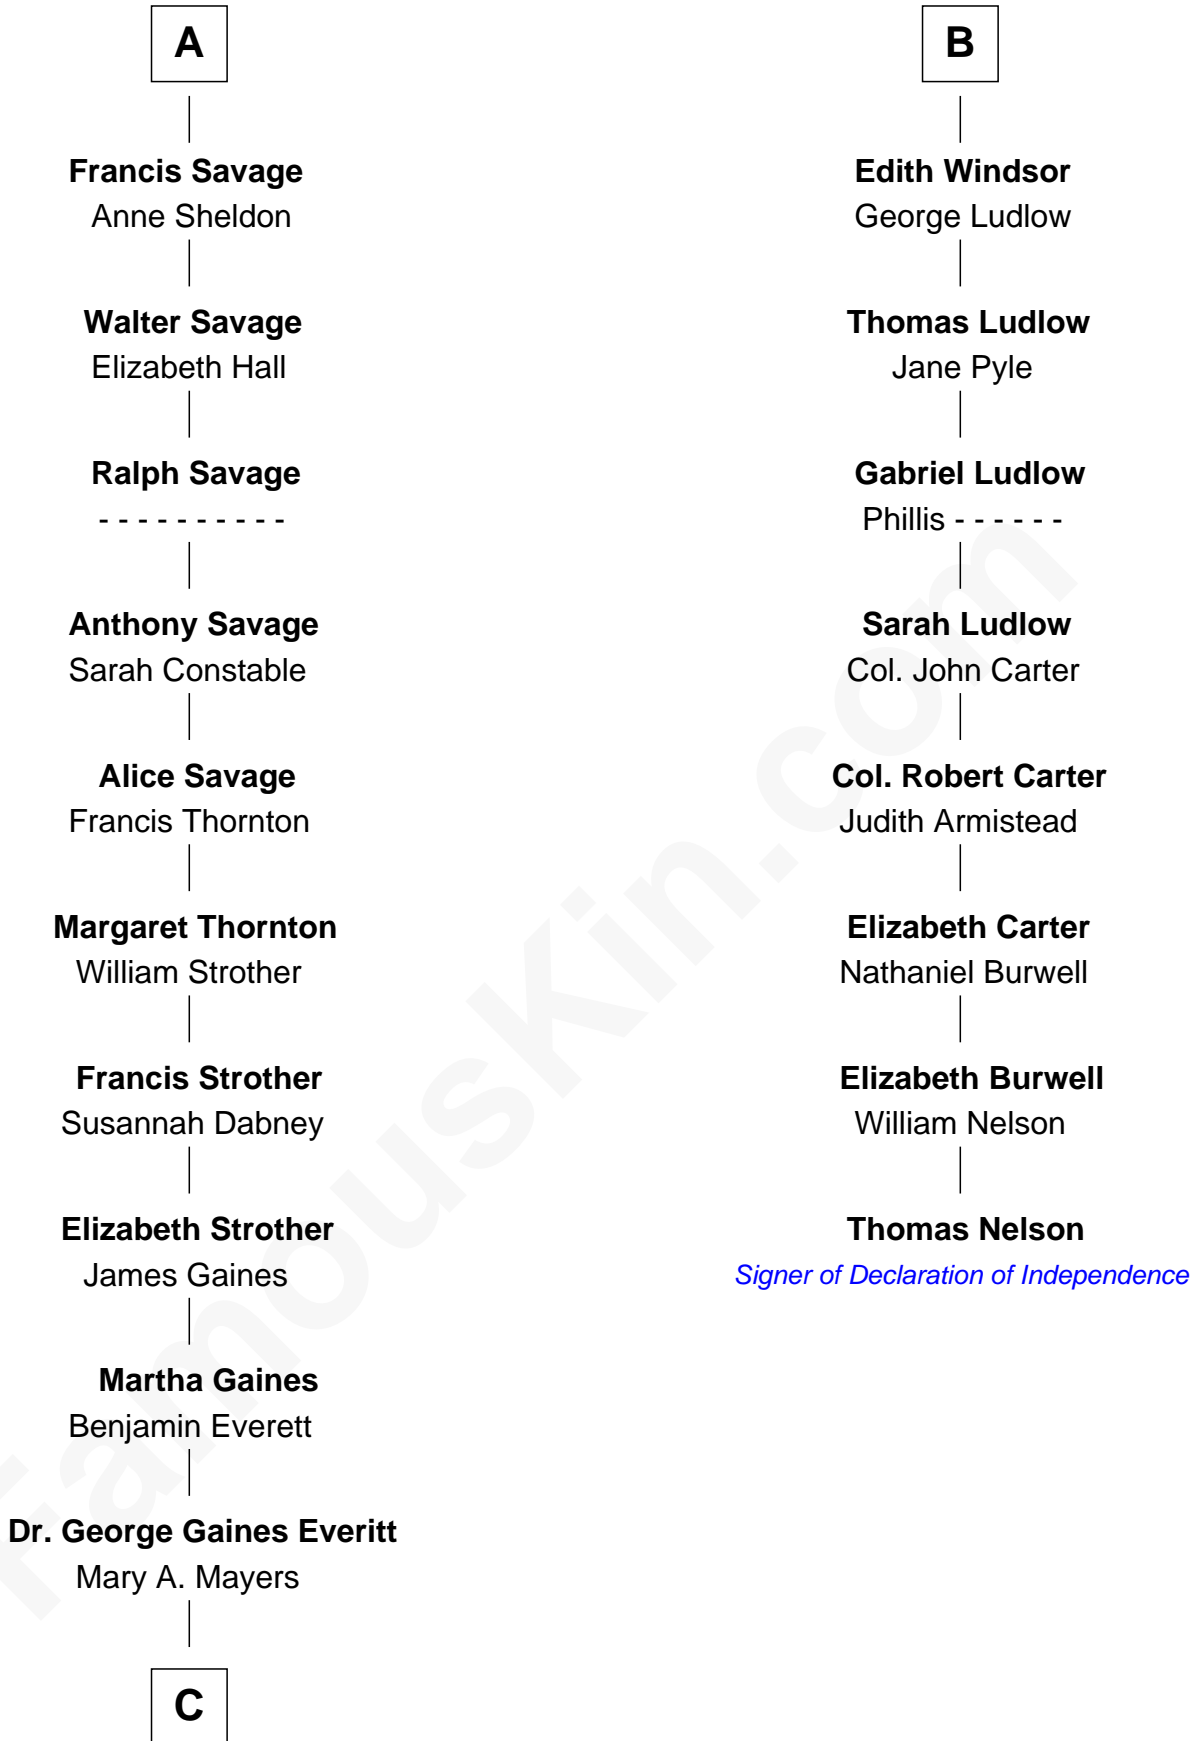 A
Francis Savage
Anne Sheldon
Walter Savage
Elizabeth Hall
Ralph Savage
- - - - - - - - - -
Anthony Savage
Sarah Constable
Alice Savage
Francis Thornton
Margaret Thornton
William Strother
Francis Strother
Susannah Dabney
Elizabeth Strother
James Gaines
Martha Gaines
Benjamin Everett
Dr. George Gaines Everitt
Mary A. Mayers
C
B
Edith Windsor
George Ludlow
Thomas Ludlow
Jane Pyle
Gabriel Ludlow
Phillis - - - - - -
Sarah Ludlow
Col. John Carter
Col. Robert Carter
Judith Armistead
Elizabeth Carter
Nathaniel Burwell
Elizabeth Burwell
William Nelson
Thomas Nelson
Signer of Declaration of Independence
FamousKin.com